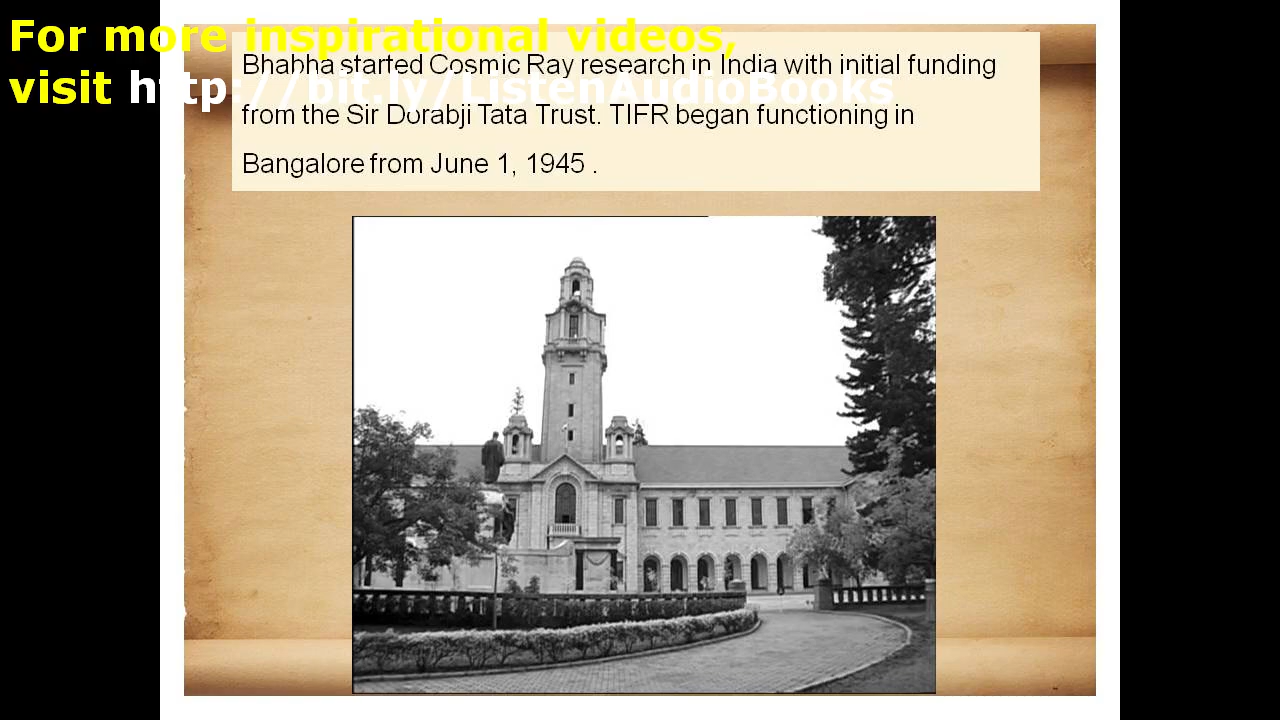 For more inspirational videos,
visit http://bit.ly/ListenAudioBooks
Bhabha started Cosmic Ray research in India with initial funding
from the Sir Dorabji Tata Trust. TIFR began functioning in
Bangalore from June 1, 1945 .